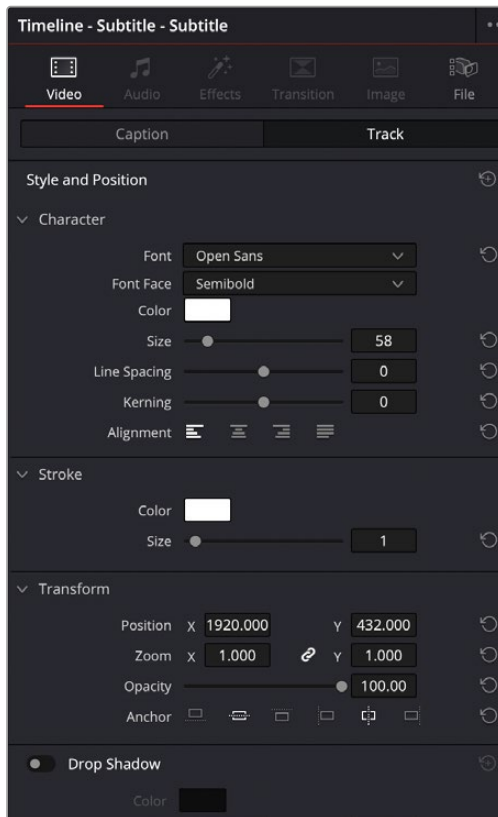 Timeline - Subtitle - Subtitle
Video Audio Effects Transition Image File
Caption Track
Style and Position
Character
Font Open Sans
Font Face Semibold
Color
Size 58
Line Spacing 0
Kerning 0
Alignment
Stroke
Color
Size 1
Transform
Position X 1920.000 Y 432.000
Zoom X 1.000 Y 1.000
Opacity 100.00
Anchor
Drop Shadow
Color